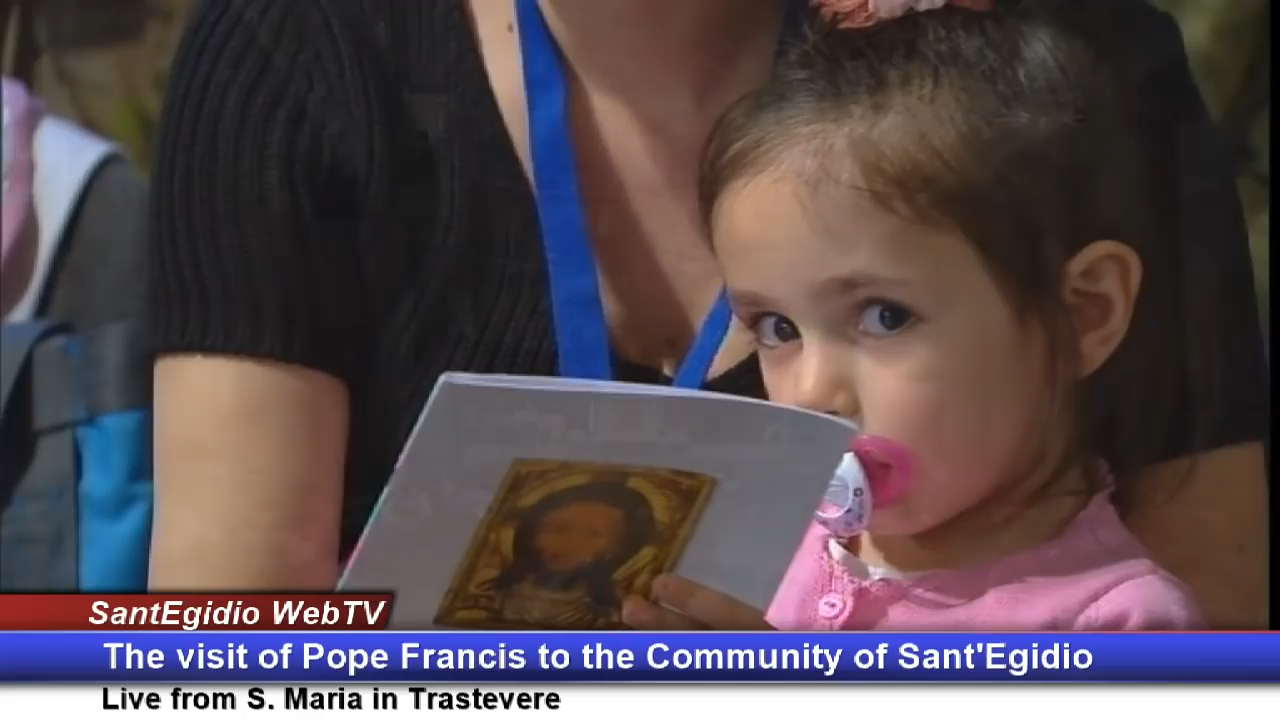 SantEgidio WebTV
The visit of Pope Francis to the Community of Sant'Egidio
Live from S. Maria in Trastevere